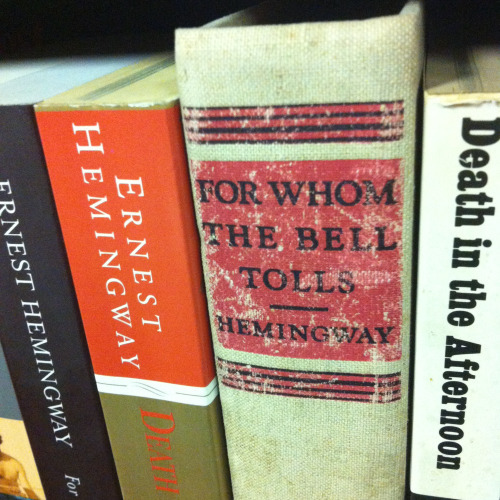 ERNEST HEMINGWAY For
ERNEST
HEMINGWAY
DEATH
FOR WHOM
THE BELL
TOLLS
HEMINGWAY
Death in the Afternoon